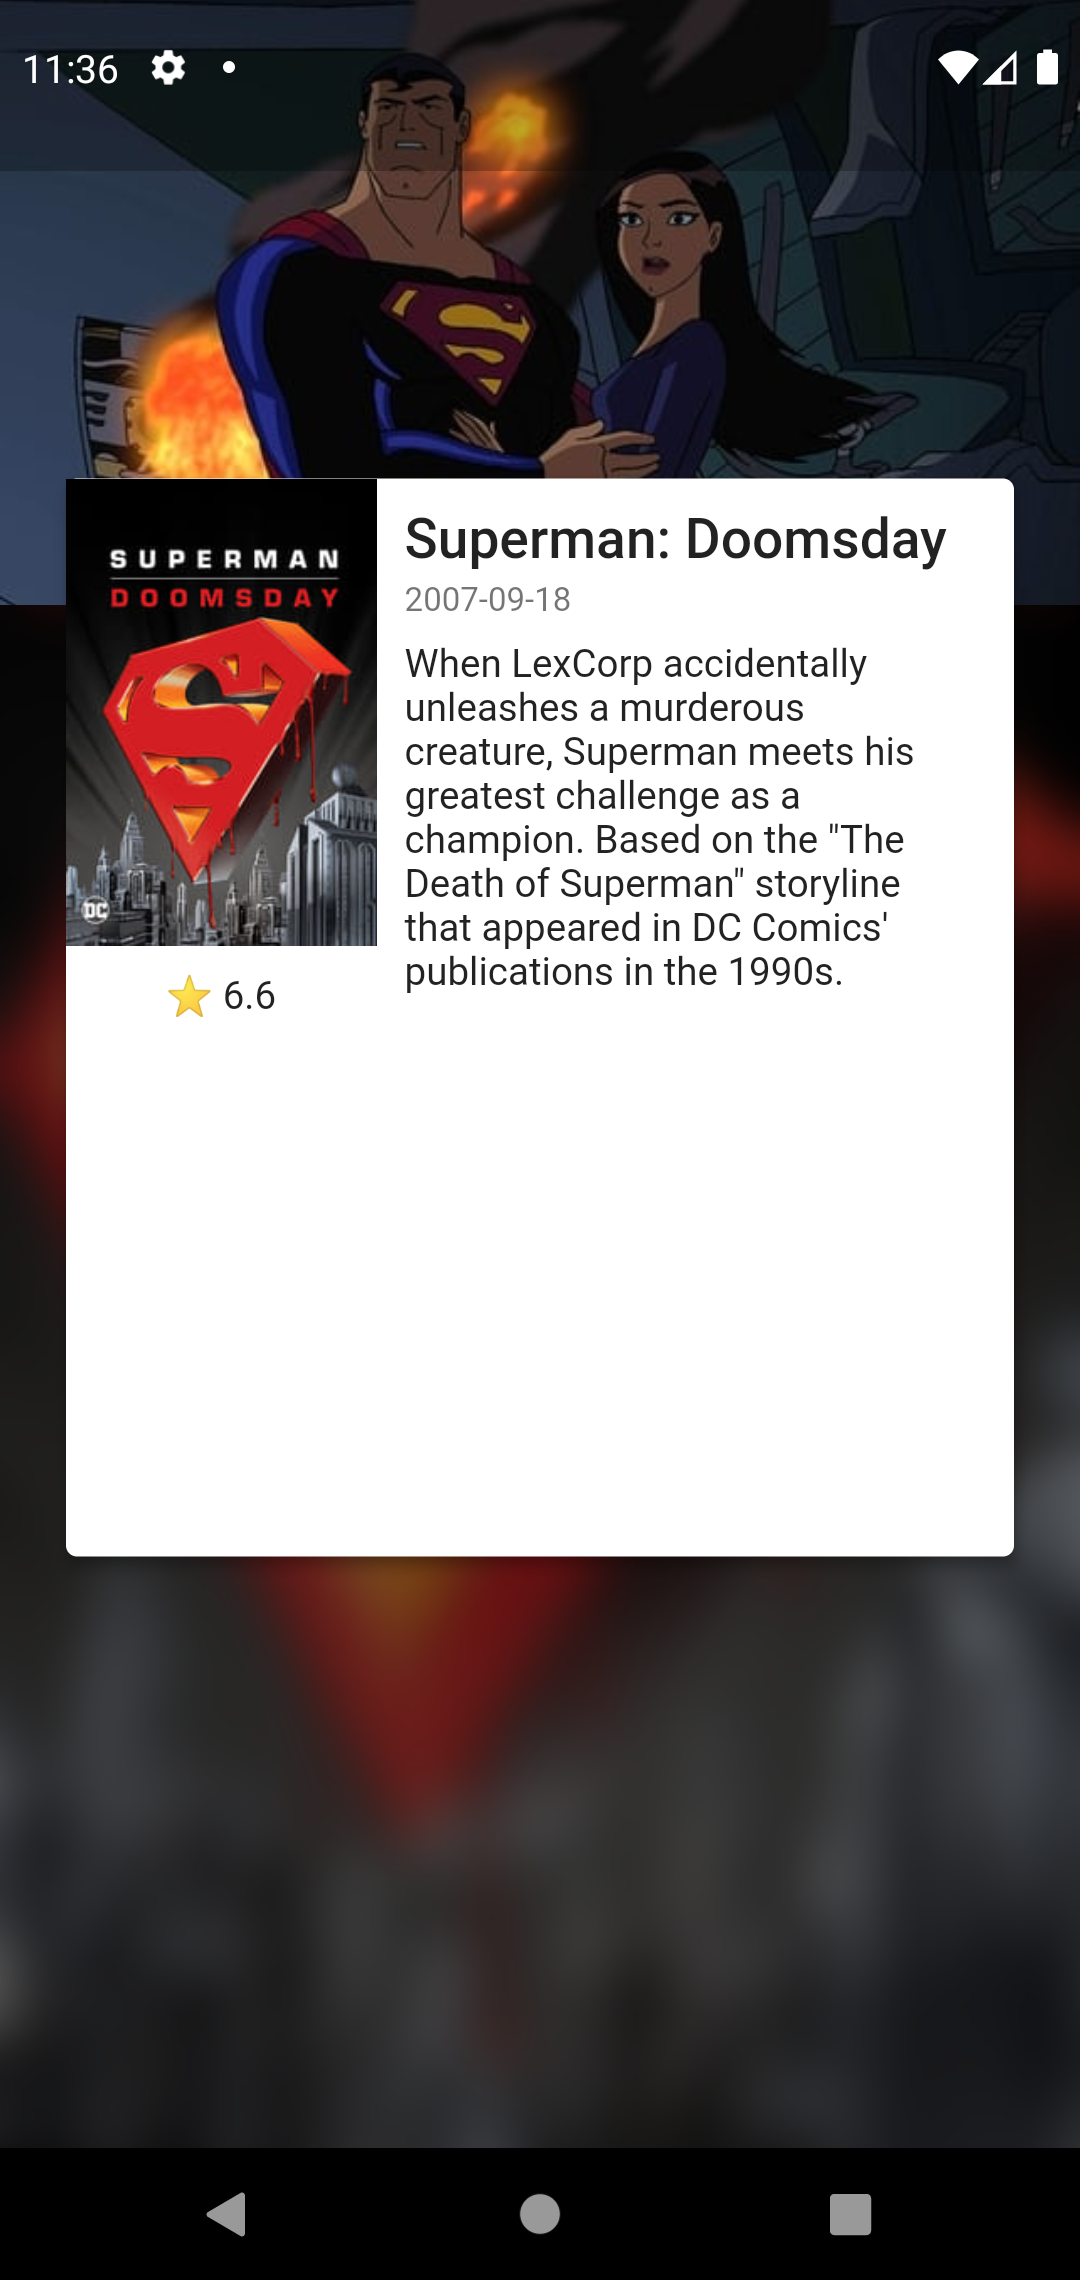 11:36
SUPERMAN
DOOMSDAY
DC
6.6
Superman: Doomsday
2007-09-18
When LexCorp accidentally
unleashes a murderous
creature, Superman meets his
greatest challenge as a
champion. Based on the "The
Death of Superman" storyline
that appeared in DC Comics'
publications in the 1990s.